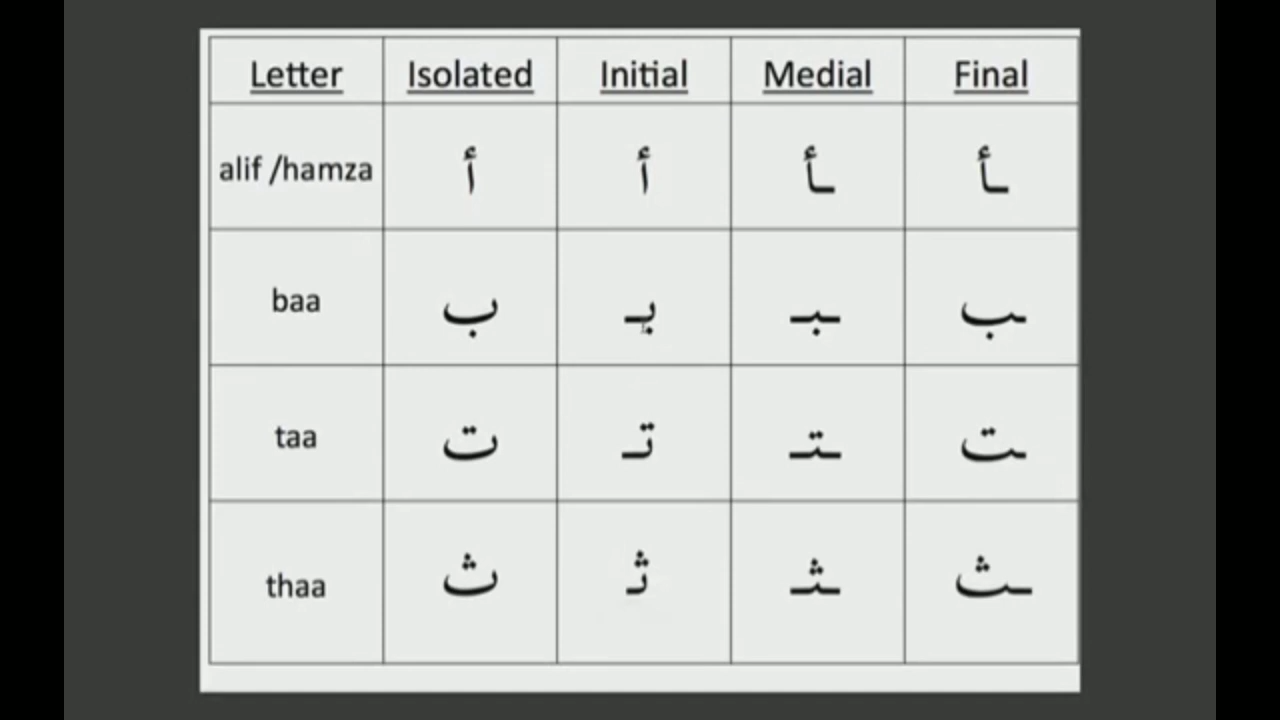 Letter Isolated Initial Medial Final
alif /hamza أ أ ـأ ـأ
baa ب بـ ـبـ ـب
taa ت تـ ـتـ ـت
thaa ث ثـ ـثـ ـث